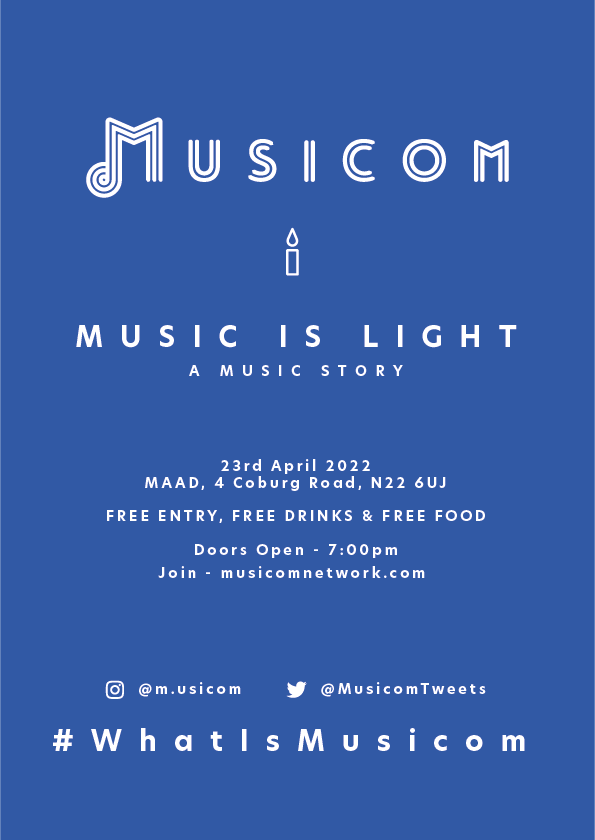 MUSICOM
MUSIC IS LIGHT
A MUSIC STORY
23rd April 2022
MAAD, 4 Coburg Road, N22 6UJ
FREE ENTRY, FREE DRINKS & FREE FOOD
Doors Open - 7:00pm
Join - musicomnetwork.com
@m.usicom @MusicomTweets
#WhatIsMusicom